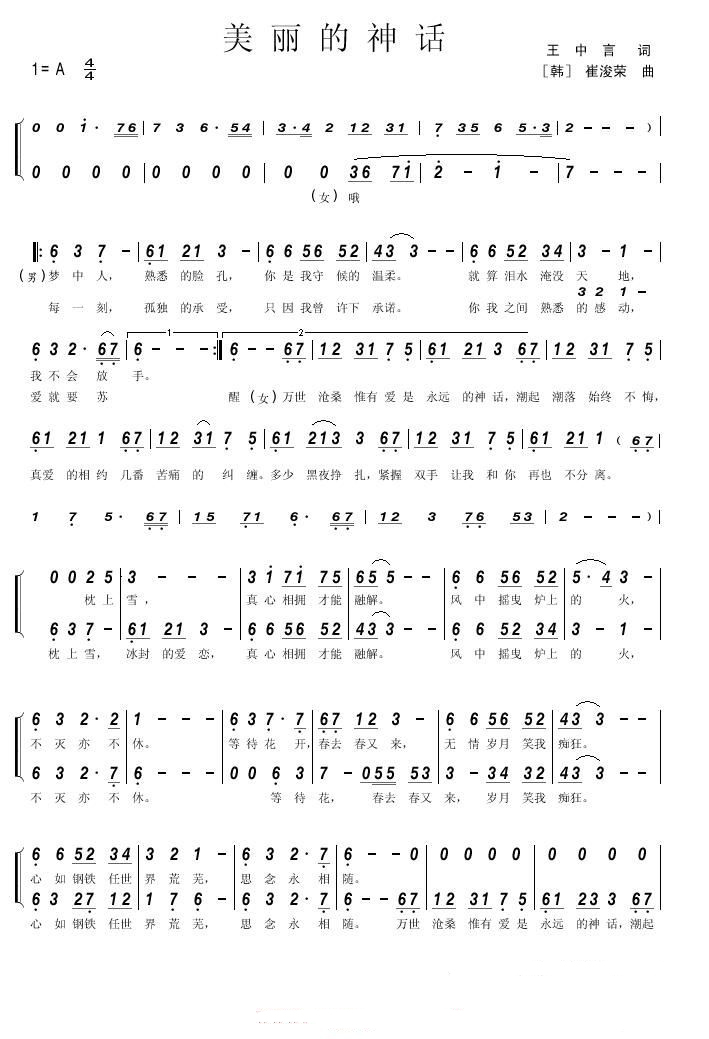 美丽的神话
王中言 词
1=A 4/4
［韩］ 崔浚荣 曲
0 0 1· 76 | 7 3 6· 54 | 3·4 2 12 31 | 7 35 6 5·3 | 2 - - ）
0 0 0 0 | 0 0 0 0 | 0 0 36 71 | 2 - 1 - | 7 - - - |
（女）哦
6 3 7 - | 61 21 3 - | 6 6 56 52 | 43 3 - - | 6 6 52 34 | 3 - 1 - |
（男）梦 中 人， 熟悉 的脸 孔， 你 是 我守 候的 温柔。 就 算 泪水 淹没 天 地，
3 2 1 -
每 一 刻， 孤独 的承 受， 只 因 我曾 许下 承诺。 你 我 之间 熟悉 的 感 动，
1 2
6 3 2· 67 | 6 - - - :| 6 - - 67 | 12 31 7 5 | 61 21 3 67 | 12 31 7 5 |
我 不 会 放 手。
爱 就 要 苏 醒（女）万世 沧桑 惟有 爱 是 永远 的神 话，潮起 潮落 始终 不 悔，
61 21 1 67 | 12 31 7 5 | 61 213 3 67 | 12 31 7 5 | 61 21 1 （ 67 |
真爱 的相 约 几番 苦痛 的 纠 缠。多少 黑夜挣 扎，紧握 双手 让我 和 你 再也 不分 离。
1 7 5· 67 | 15 71 6· 67 | 12 3 76 53 | 2 - - - ）|
0 0 2 5 | 3 - - - | 3 1 71 75 | 65 5 - - | 6 6 56 52 | 5· 4 3 - |
枕 上 雪， 真 心 相拥 才能 融解。 风 中 摇曳 炉上 的 火，
6 3 7 - | 61 21 3 - | 6 6 56 52 | 43 3 - - | 6 6 52 34 | 3 - 1 - |
枕 上 雪， 冰封 的爱 恋， 真 心 相拥 才能 融解。 风 中 摇曳 炉上 的 火，
6 3 2· 2 | 1 - - - | 6 3 7· 7 | 67 12 3 - | 6 6 56 52 | 43 3 - - |
不 灭 亦 不 休。 等 待 花 开，春去 春又 来， 无 情 岁月 笑我 痴狂。
6 3 2· 7 | 6 - - - | 0 0 6 3 | 7 - 055 53 | 3 - 34 32 | 43 3 - - |
不 灭 亦 不 休。 等 待 花， 春去 春又 来， 岁月 笑我 痴狂。
6 6 52 34 | 3 2 1 - | 6 3 2· 7 | 6 - - 0 | 0 0 0 0 | 0 0 0 0 |
心 如 钢铁 任世 界 荒 芜， 思 念 永 相 随。
6 3 27 12 | 1 7 6 - | 6 3 2· 7 | 6 - - 67 | 12 31 7 5 | 61 23 3 67 |
心 如 钢铁 任世 界 荒 芜， 思 念 永 相 随。 万世 沧桑 惟有 爱 是 永远 的神 话，潮起